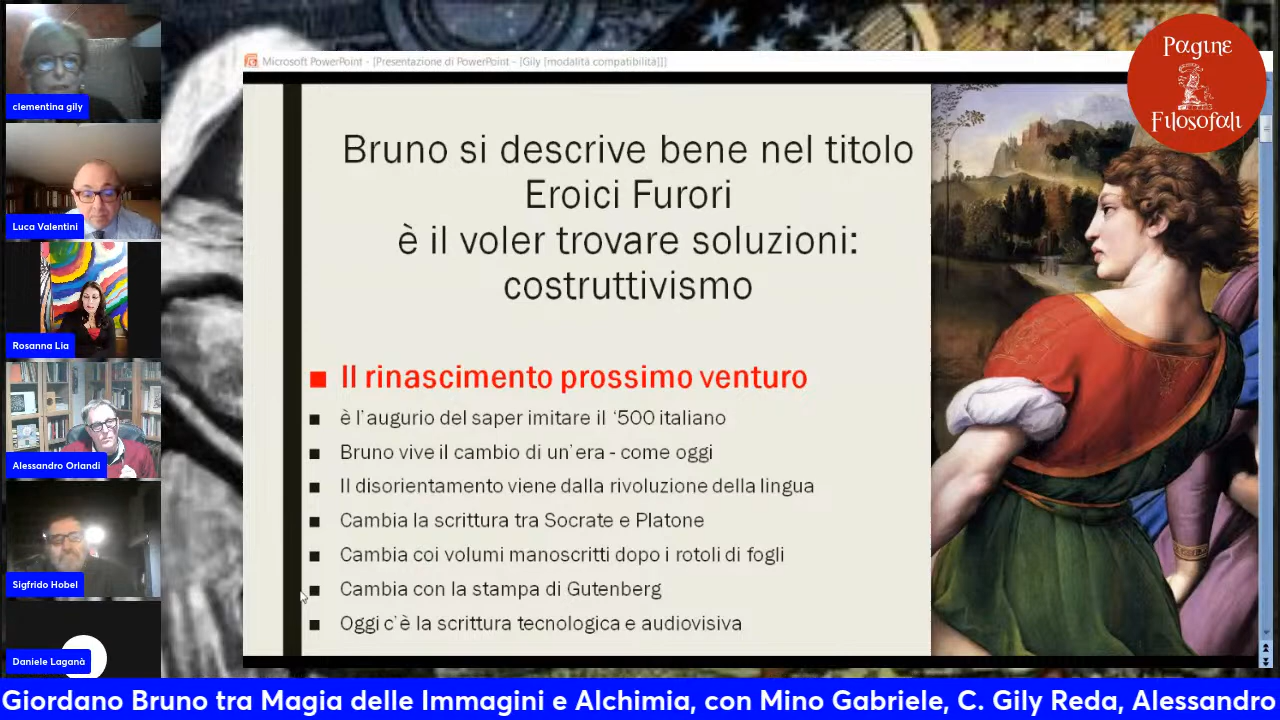 Microsoft PowerPoint - [Presentazione di PowerPoint - [Gily [modalità compatibilità]]]
Pagine
Filosofali
clementina gily
Luca Valentini
Rosanna Lia
Alessandro Orlandi
Sigfrido Hobel
Daniele Laganà
Bruno si descrive bene nel titolo
Eroici Furori
è il voler trovare soluzioni:
costruttivismo
Il rinascimento prossimo venturo
è l'augurio del saper imitare il '500 italiano
Bruno vive il cambio di un'era - come oggi
Il disorientamento viene dalla rivoluzione della lingua
Cambia la scrittura tra Socrate e Platone
Cambia coi volumi manoscritti dopo i rotoli di fogli
Cambia con la stampa di Gutenberg
Oggi c'è la scrittura tecnologica e audiovisiva
Giordano Bruno tra Magia delle Immagini e Alchimia, con Mino Gabriele, C. Gily Reda, Alessandro